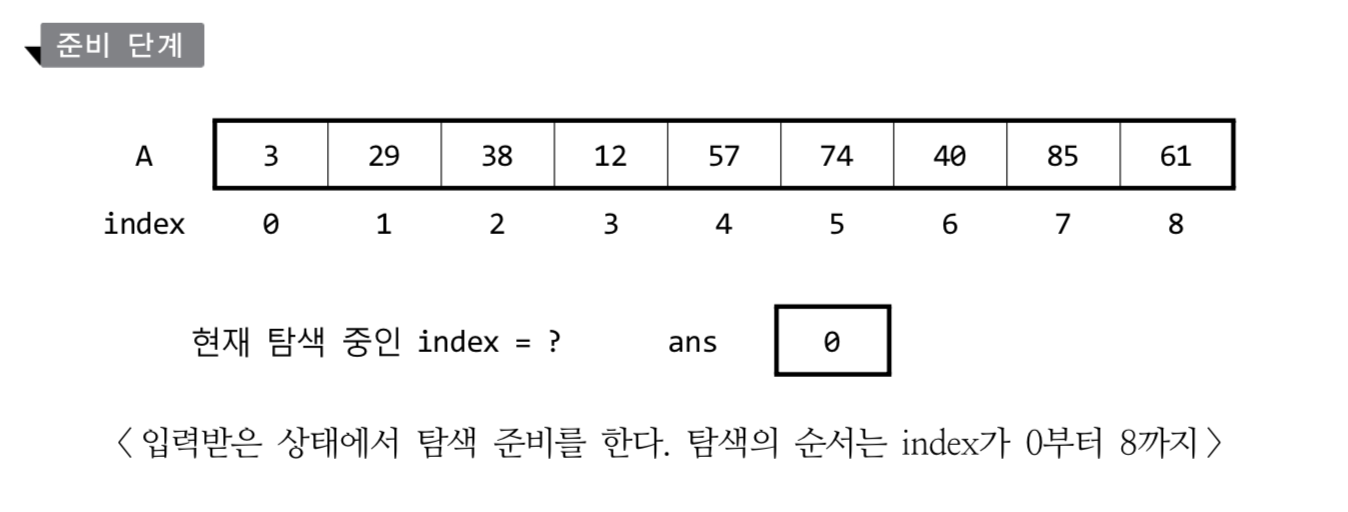 준비 단계
A 3 29 38 12 57 74 40 85 61
index 0 1 2 3 4 5 6 7 8
현재 탐색 중인 index = ? ans 0
〈입력받은 상태에서 탐색 준비를 한다. 탐색의 순서는 index가 0부터 8까지〉